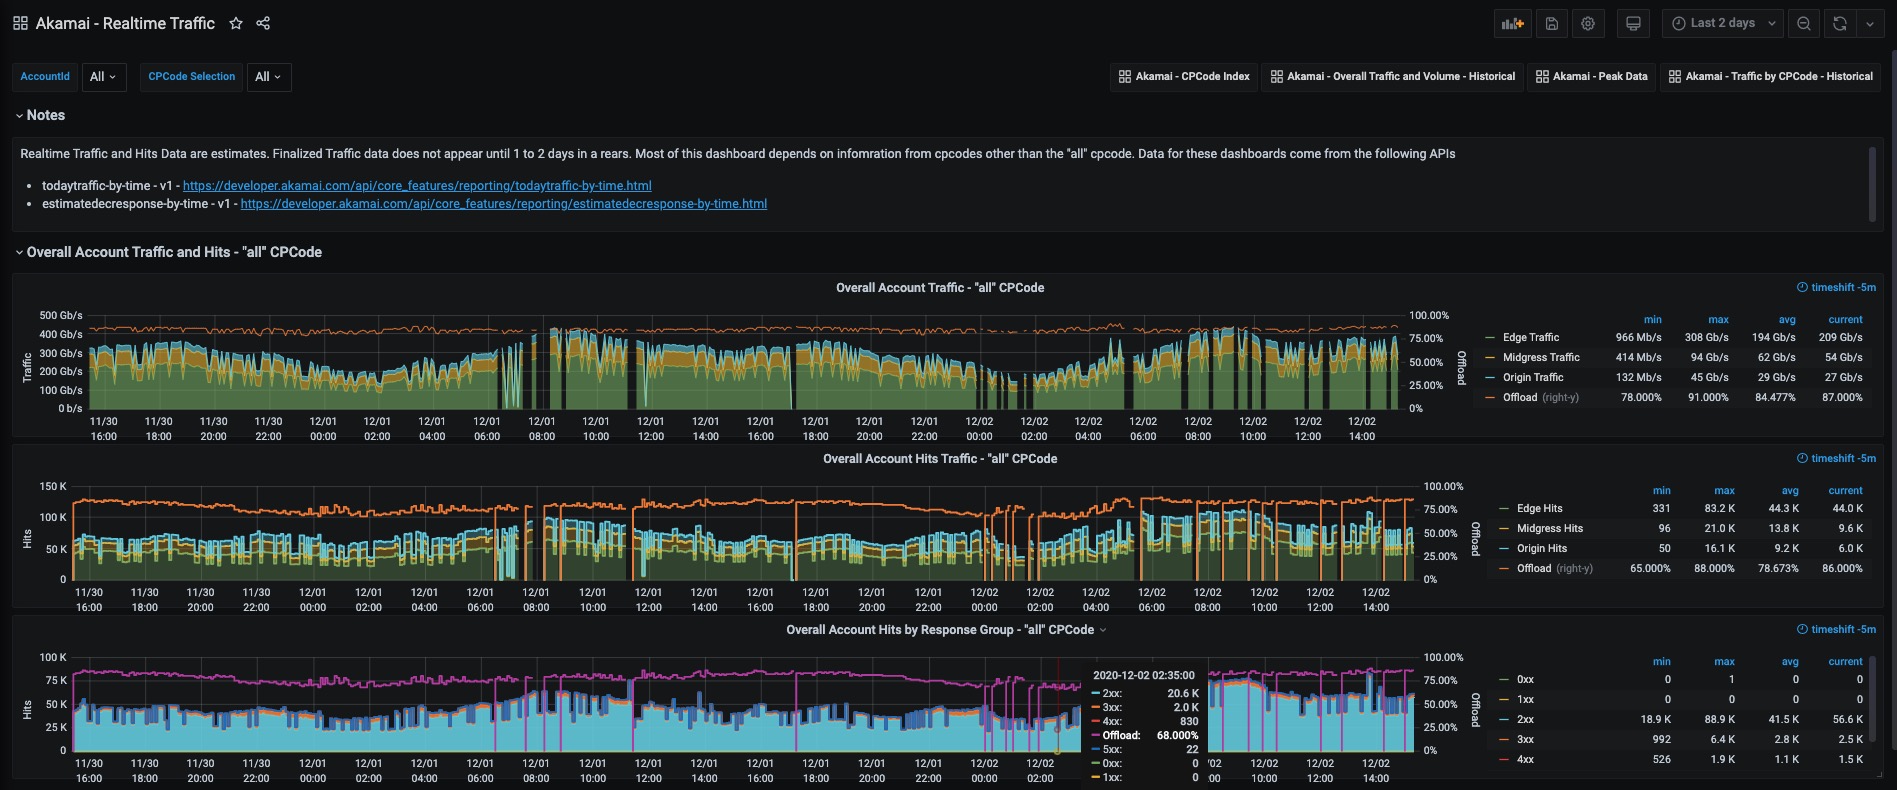 Akamai - Realtime Traffic
Last 2 days
AccountId All CPCode Selection All
Akamai - CPCode Index Akamai - Overall Traffic and Volume - Historical Akamai - Peak Data Akamai - Traffic by CPCode - Historical
Notes
Realtime Traffic and Hits Data are estimates. Finalized Traffic data does not appear until 1 to 2 days in a rears. Most of this dashboard depends on infomration from cpcodes other than the "all" cpcode. Data for these dashboards come from the following APIs
• todaytraffic-by-time - v1 - https://developer.akamai.com/api/core_features/reporting/todaytraffic-by-time.html
• estimatedecresponse-by-time - v1 - https://developer.akamai.com/api/core_features/reporting/estimatedecresponse-by-time.html
Overall Account Traffic and Hits - "all" CPCode
Overall Account Traffic - "all" CPCode
timeshift -5m
Traffic
500 Gb/s
400 Gb/s
300 Gb/s
200 Gb/s
100 Gb/s
0 b/s
100.00%
75.00%
50.00%
25.00%
0%
Offload
11/30 11/30 11/30 11/30 12/01 12/01 12/01 12/01 12/01 12/01 12/01 12/01 12/01 12/01 12/01 12/01 12/02 12/02 12/02 12/02 12/02 12/02 12/02 12/02
16:00 18:00 20:00 22:00 00:00 02:00 04:00 06:00 08:00 10:00 12:00 14:00 16:00 18:00 20:00 22:00 00:00 02:00 04:00 06:00 08:00 10:00 12:00 14:00
min max avg current
Edge Traffic 966 Mb/s 308 Gb/s 194 Gb/s 209 Gb/s
Midgress Traffic 414 Mb/s 94 Gb/s 62 Gb/s 54 Gb/s
Origin Traffic 132 Mb/s 45 Gb/s 29 Gb/s 27 Gb/s
Offload (right-y) 78.000% 91.000% 84.477% 87.000%
Overall Account Hits Traffic - "all" CPCode
timeshift -5m
Hits
150 K
100 K
50 K
0
100.00%
75.00%
50.00%
25.00%
0%
Offload
11/30 11/30 11/30 11/30 12/01 12/01 12/01 12/01 12/01 12/01 12/01 12/01 12/01 12/01 12/01 12/01 12/02 12/02 12/02 12/02 12/02 12/02 12/02 12/02
16:00 18:00 20:00 22:00 00:00 02:00 04:00 06:00 08:00 10:00 12:00 14:00 16:00 18:00 20:00 22:00 00:00 02:00 04:00 06:00 08:00 10:00 12:00 14:00
min max avg current
Edge Hits 331 83.2 K 44.3 K 44.0 K
Midgress Hits 96 21.0 K 13.8 K 9.6 K
Origin Hits 50 16.1 K 9.2 K 6.0 K
Offload (right-y) 65.000% 88.000% 78.673% 86.000%
Overall Account Hits by Response Group - "all" CPCode
timeshift -5m
Hits
100 K
75 K
50 K
25 K
0
2020-12-02 02:35:00
2xx: 20.6 K
3xx: 2.0 K
4xx: 830
Offload: 68.000%
5xx: 22
0xx: 0
1xx: 0
100.00%
75.00%
50.00%
25.00%
0%
Offload
11/30 11/30 11/30 11/30 12/01 12/01 12/01 12/01 12/01 12/01 12/01 12/01 12/01 12/01 12/01 12/01 12/02 12/02 '/02 12/02 12/02 12/02
16:00 18:00 20:00 22:00 00:00 02:00 04:00 06:00 08:00 10:00 12:00 14:00 16:00 18:00 20:00 22:00 00:00 02:00 :00 10:00 12:00 14:00
min max avg current
0xx 0 1 0 0
1xx 0 0 0 0
2xx 18.9 K 88.9 K 41.5 K 56.6 K
3xx 992 6.4 K 2.8 K 2.5 K
4xx 526 1.9 K 1.1 K 1.5 K